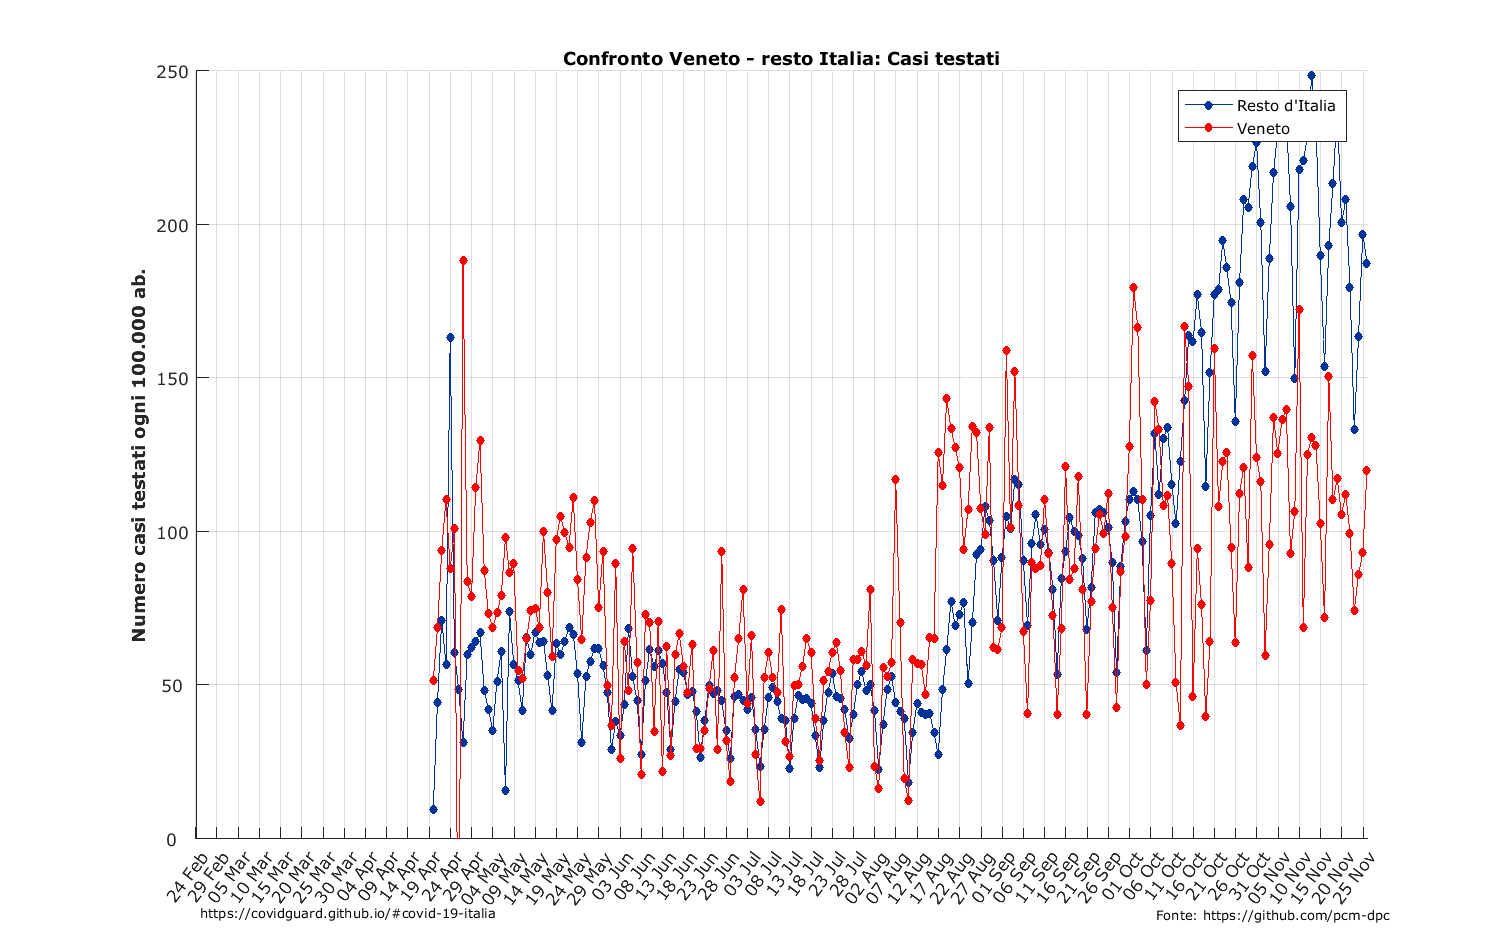 Confronto Veneto - resto Italia: Casi testati
Resto d'Italia
Veneto
Numero casi testati ogni 100.000 ab.
250
200
150
100
50
0
24 Feb
29 Feb
05 Mar
10 Mar
15 Mar
20 Mar
25 Mar
30 Mar
04 Apr
09 Apr
14 Apr
19 Apr
24 Apr
29 Apr
04 May
09 May
14 May
19 May
24 May
29 May
03 Jun
08 Jun
13 Jun
18 Jun
23 Jun
28 Jun
03 Jul
08 Jul
13 Jul
18 Jul
23 Jul
28 Jul
02 Aug
07 Aug
12 Aug
17 Aug
22 Aug
27 Aug
01 Sep
06 Sep
11 Sep
16 Sep
21 Sep
26 Sep
01 Oct
06 Oct
11 Oct
16 Oct
21 Oct
26 Oct
31 Oct
05 Nov
10 Nov
15 Nov
20 Nov
25 Nov
https://covidguard.github.io/#covid-19-italia
Fonte: https://github.com/pcm-dpc